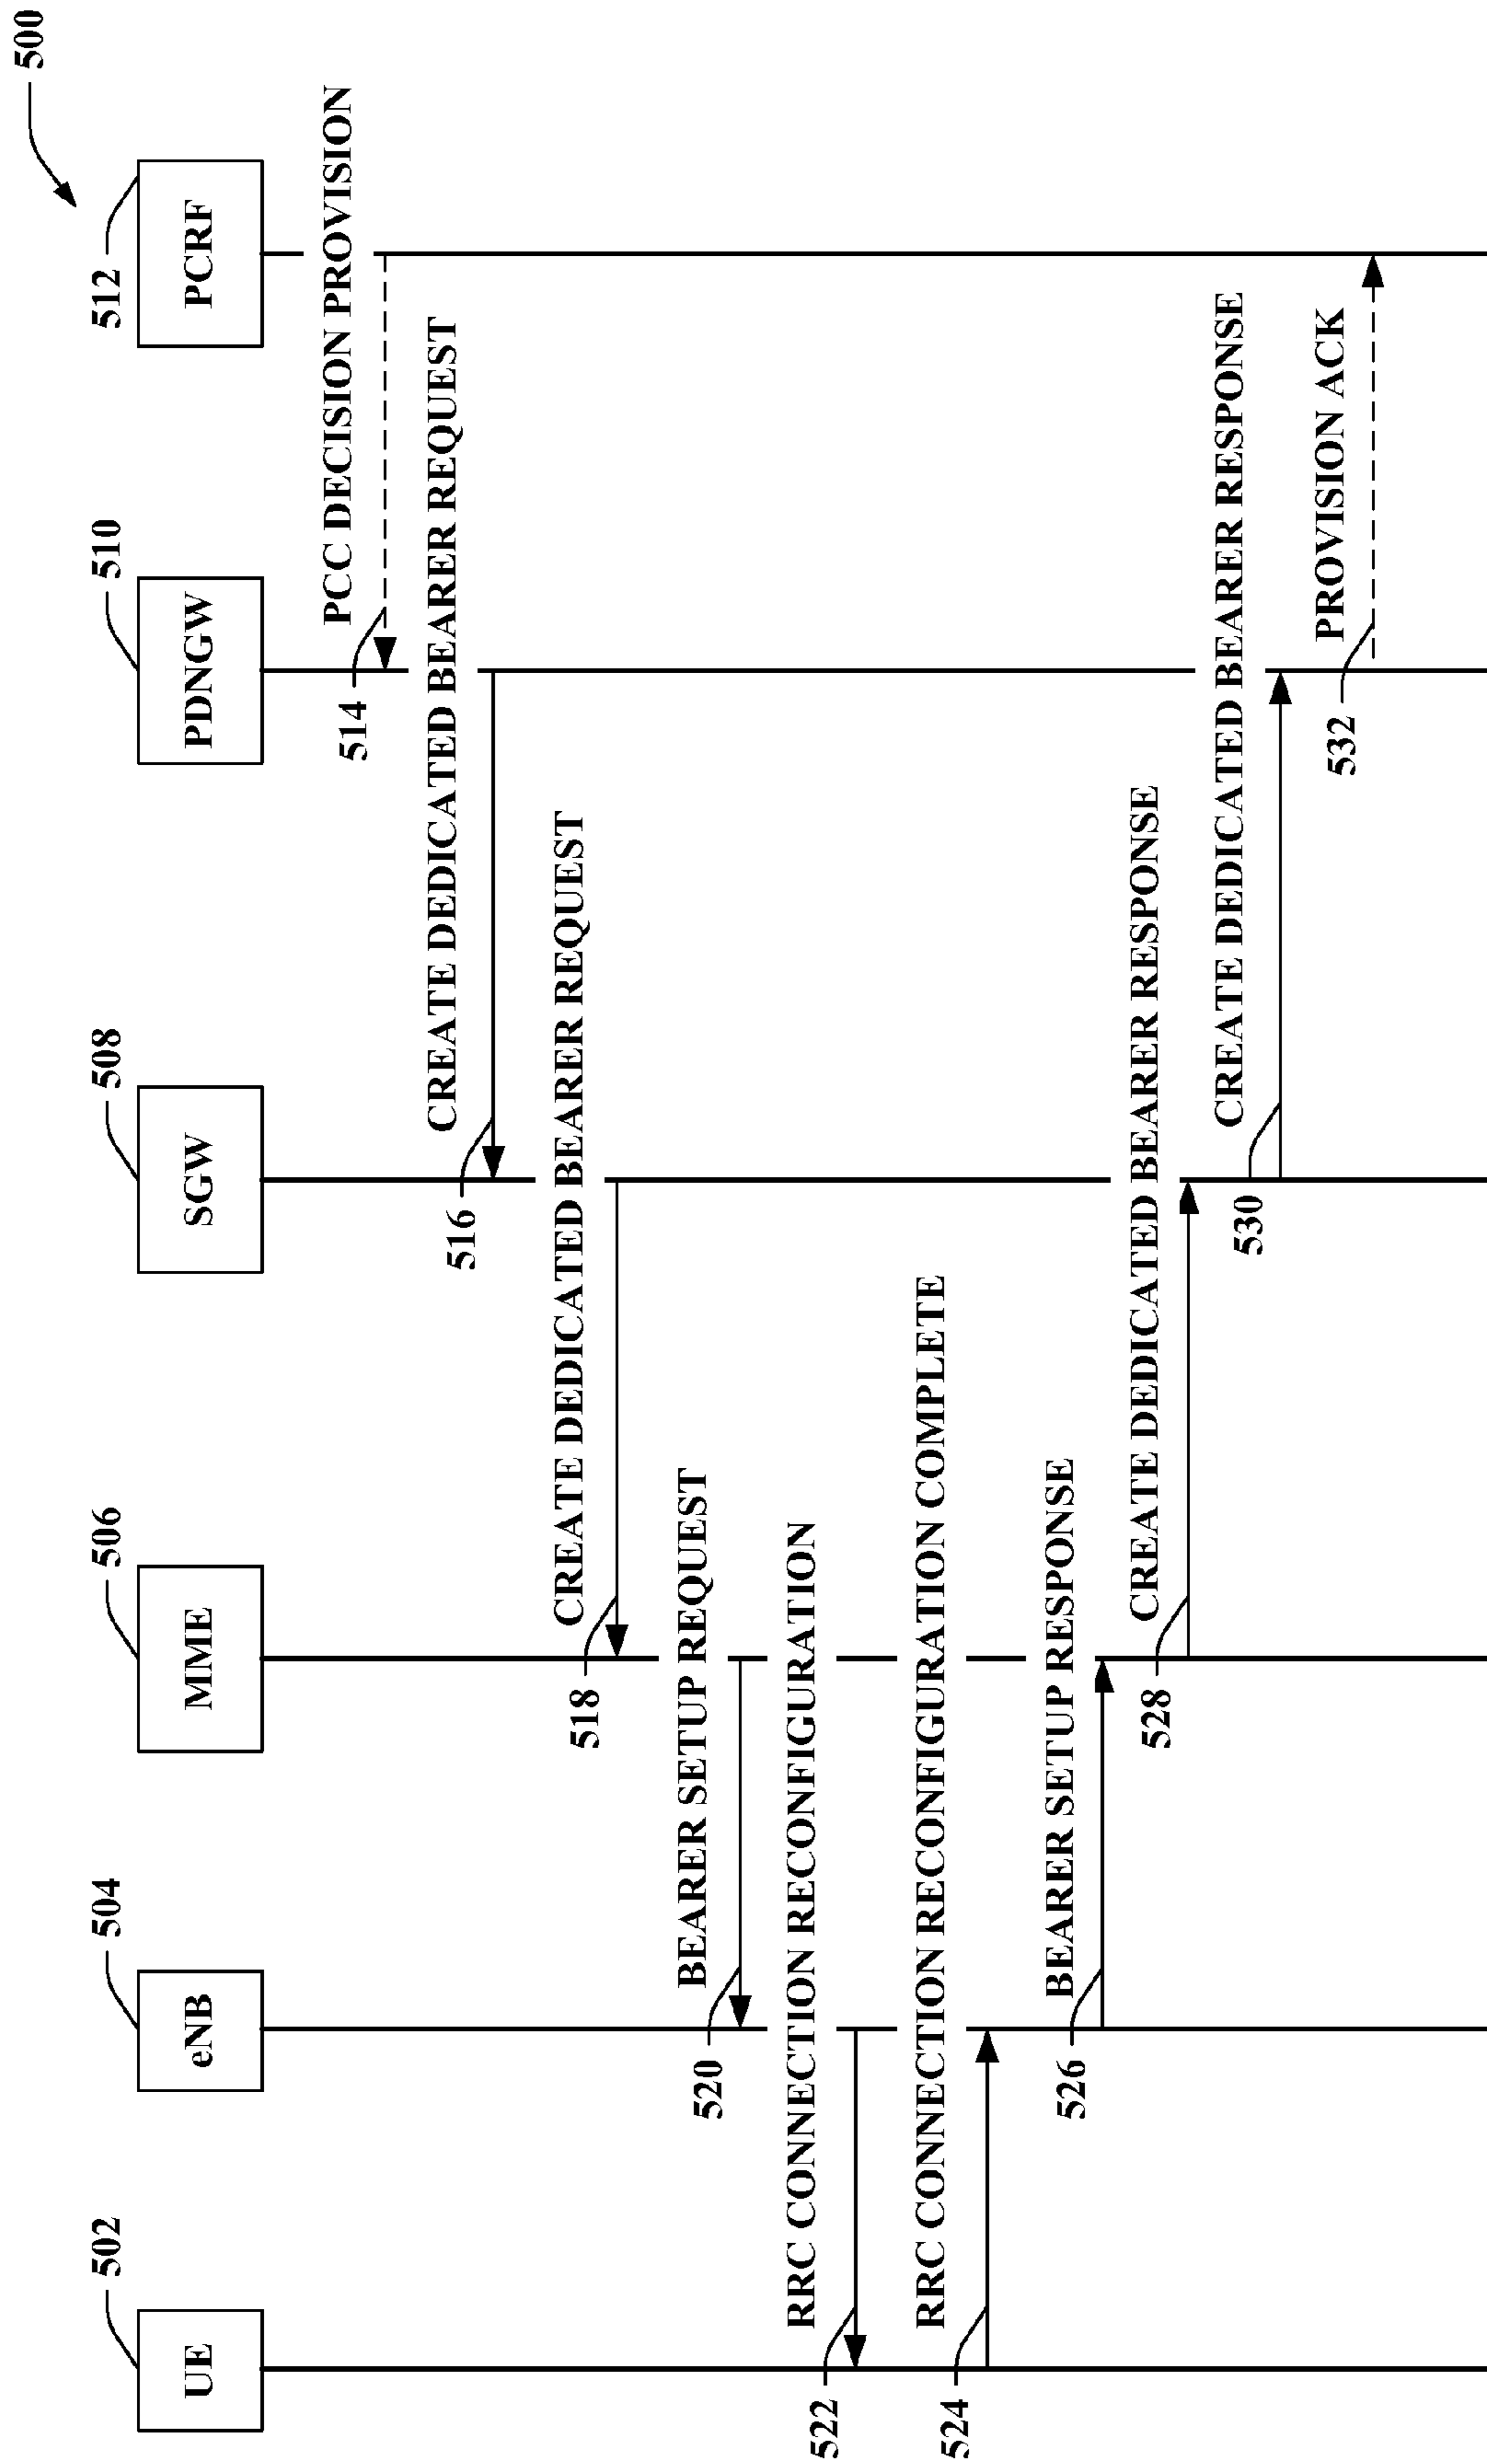 500
502
504
506
508
510
512
UE
eNB
MME
SGW
PDNGW
PCRF
PCC DECISION PROVISION
514
CREATE DEDICATED BEARER REQUEST
516
CREATE DEDICATED BEARER REQUEST
518
BEARER SETUP REQUEST
520
RRC CONNECTION RECONFIGURATION
522
RRC CONNECTION RECONFIGURATION COMPLETE
524
BEARER SETUP RESPONSE
526
CREATE DEDICATED BEARER RESPONSE
528
CREATE DEDICATED BEARER RESPONSE
530
PROVISION ACK
532